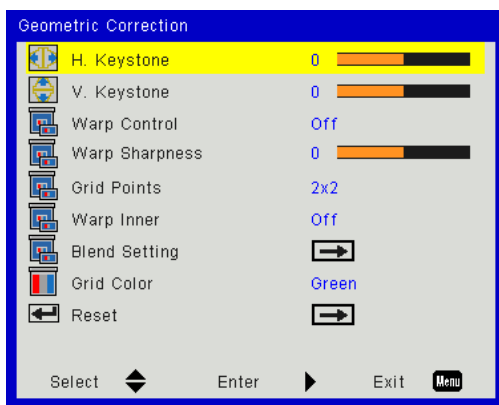 Geometric Correction
H. Keystone 0
V. Keystone 0
Warp Control Off
Warp Sharpness 0
Grid Points 2x2
Warp Inner Off
Blend Setting
Grid Color Green
Reset
Select Enter Exit Menu